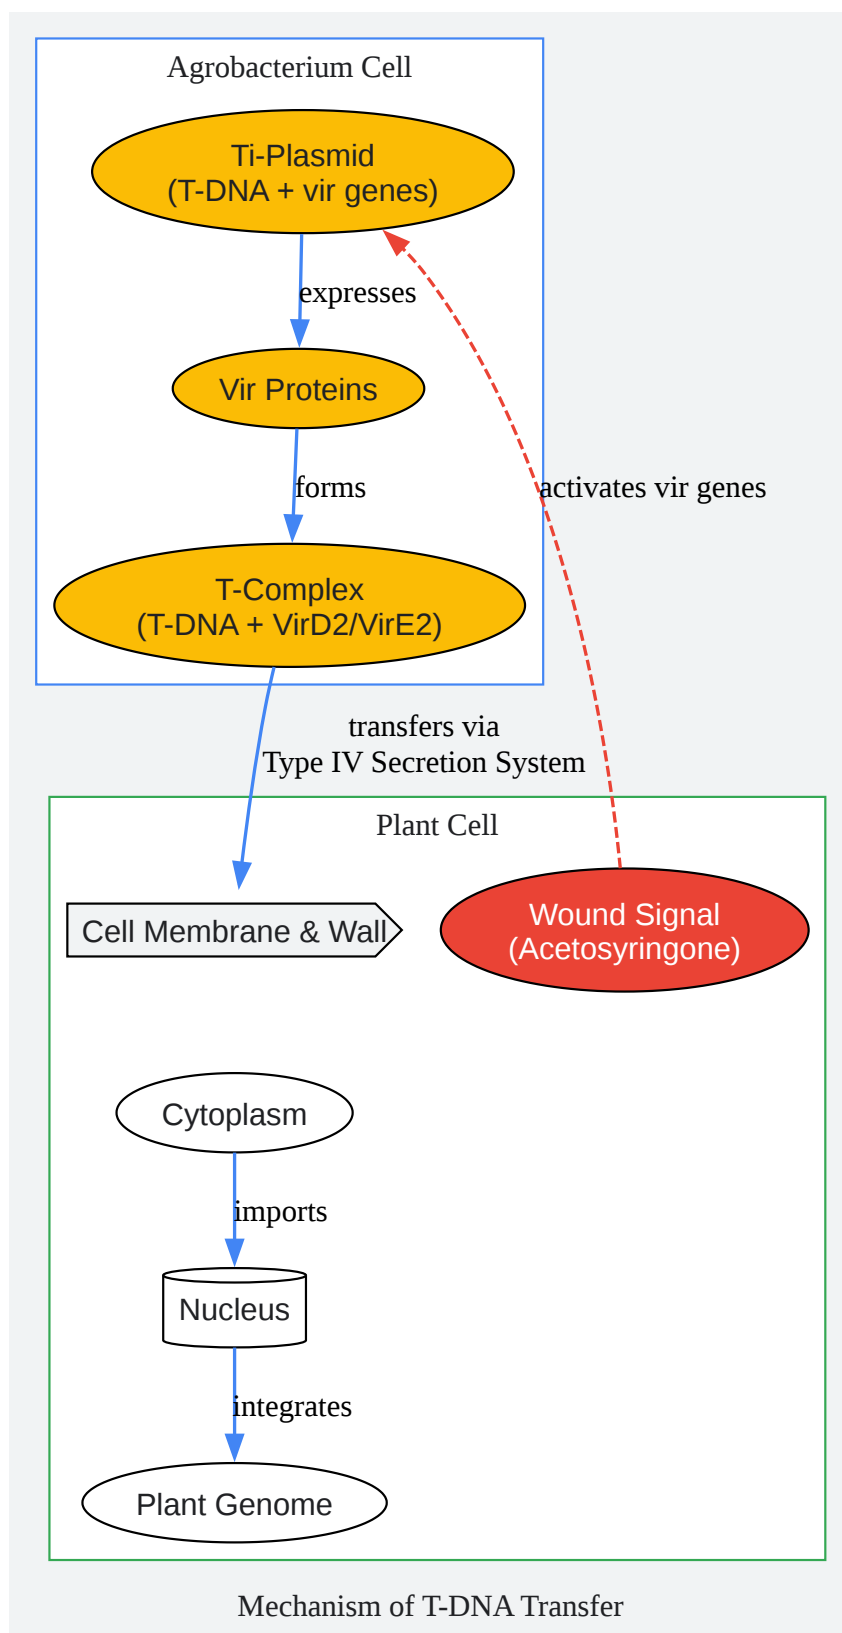 Agrobacterium Cell
Ti-Plasmid
(T-DNA + vir genes)
expresses
Vir Proteins
forms
activates vir genes
T-Complex
(T-DNA + VirD2/VirE2)
transfers via
Type IV Secretion System
Plant Cell
Cell Membrane & Wall
Wound Signal
(Acetosyringone)
Cytoplasm
imports
Nucleus
integrates
Plant Genome
Mechanism of T-DNA Transfer